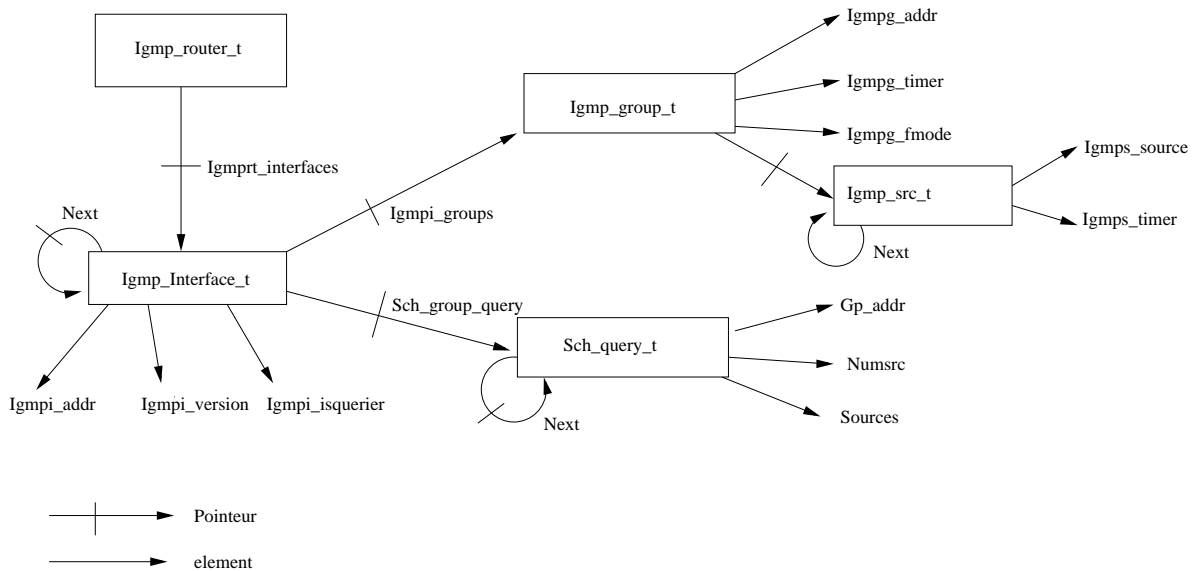 Igmp_router_t
Igmprt_interfaces
Next
Igmp_Interface_t
Igmpi_addr
Igmpi_version
Igmpi_isquerier
Igmpi_groups
Sch_group_query
Igmp_group_t
Igmpg_addr
Igmpg_timer
Igmpg_fmode
Igmp_src_t
Igmps_source
Igmps_timer
Next
Sch_query_t
Gp_addr
Numsrc
Sources
Next
Pointeur
element